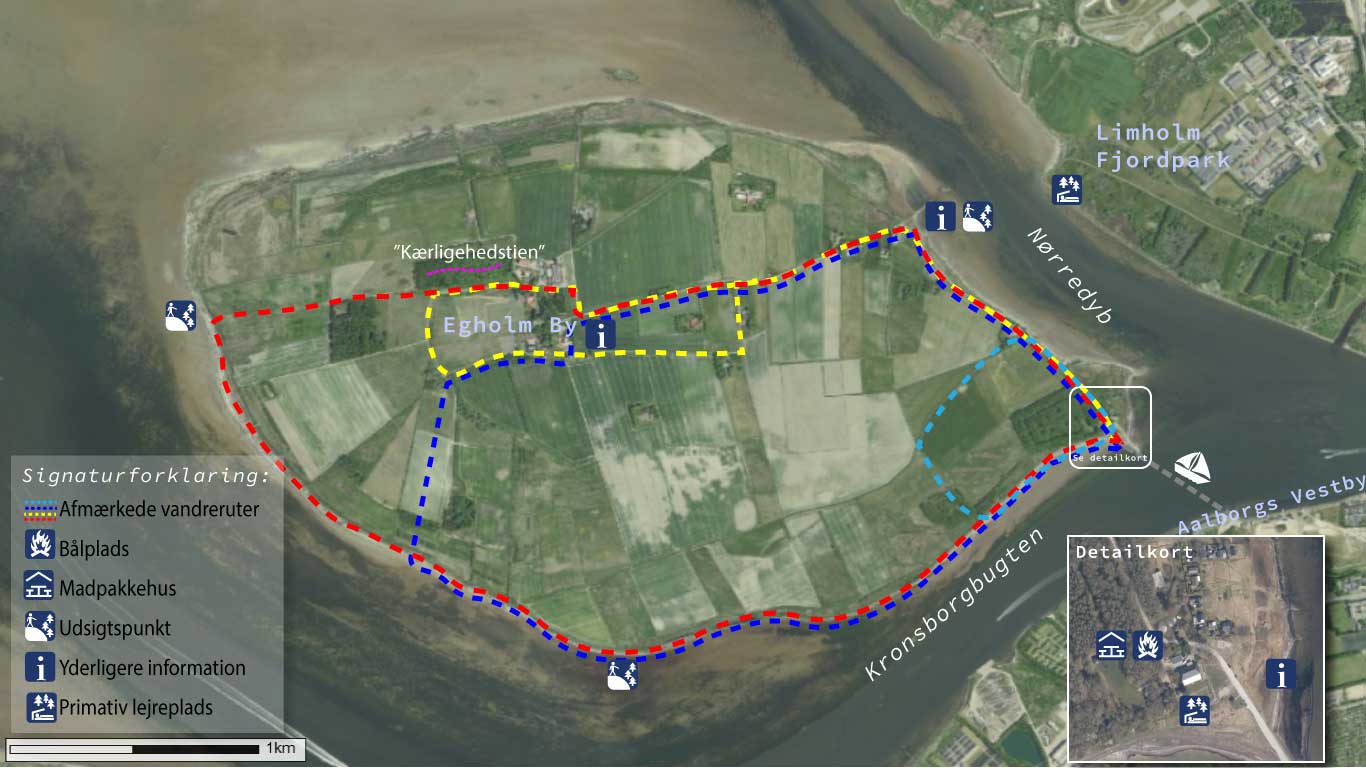 Limholm
Fjordpark
Nørredyb
"Kærligehedstien"
Egholm By
i
i
Se detailkort
Aalborgs Vestby
Kronsborgbugten
Signaturforklaring:
Afmærkede vandreruter
Bålplads
Madpakkehus
Udsigtspunkt
i Yderligere information
Primativ lejreplads
1km
Detailkort
i